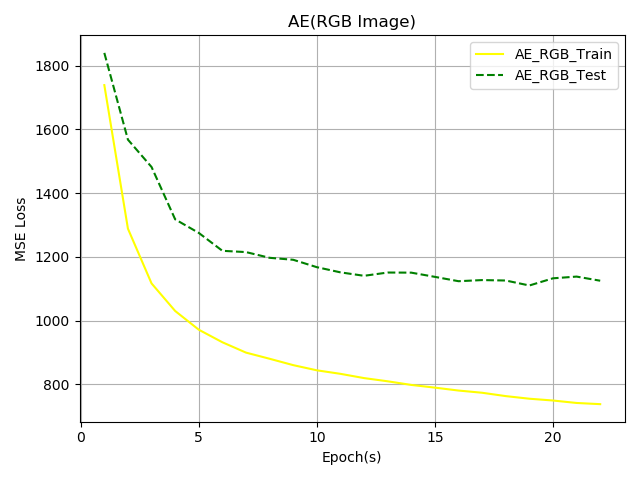 AE(RGB Image)
AE_RGB_Train
AE_RGB_Test
MSE Loss
1800
1600
1400
1200
1000
800
0 5 10 15 20
Epoch(s)